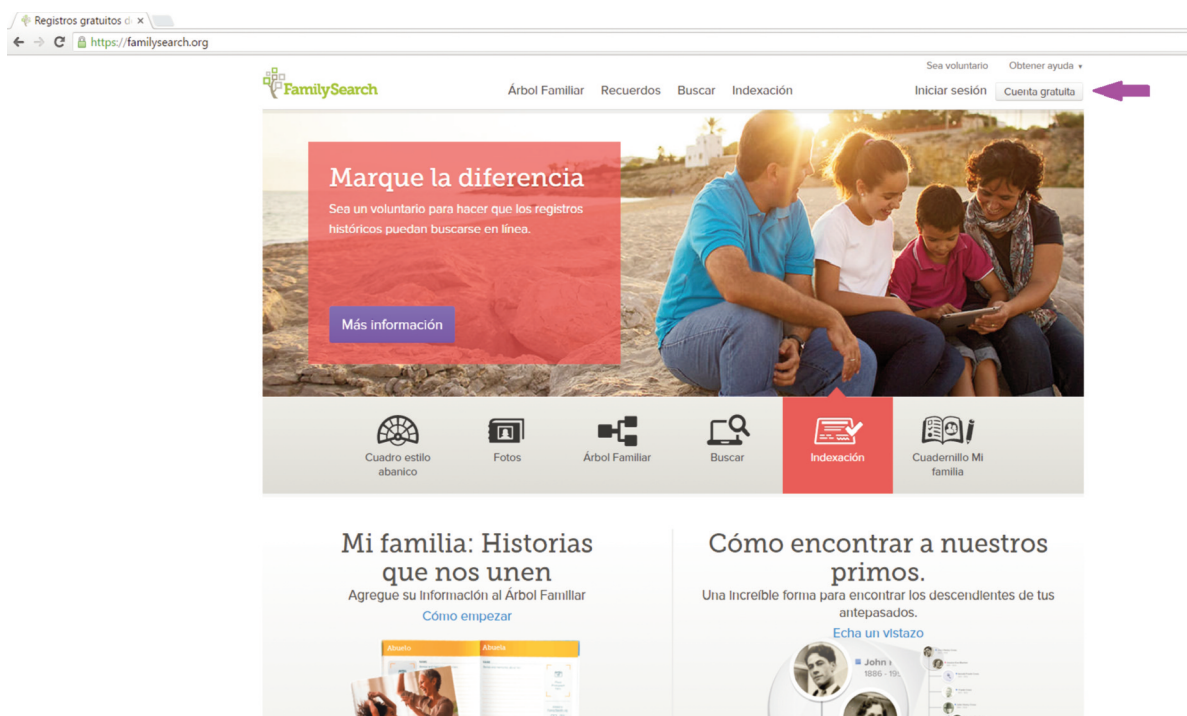 Registros gratuitos d
https://familysearch.org
Sea voluntario Obtener ayuda
FamilySearch Árbol Familiar Recuerdos Buscar Indexación Iniciar sesión Cuenta gratuita
Marque la diferencia
Sea un voluntario para hacer que los registros
históricos puedan buscarse en línea.
Más información
Cuadro estilo abanico
Fotos
Árbol Familiar
Buscar
Indexación
Cuadernillo Mi familia
Mi familia: Historias
que nos unen
Agregue su Información al Árbol Familiar
Cómo empezar
Abuelo Abuela
Cómo encontrar a nuestros
primos.
Una Increíble forma para encontrar los descendientes de tus
antepasados.
Echa un vistazo
John
1886 - 19